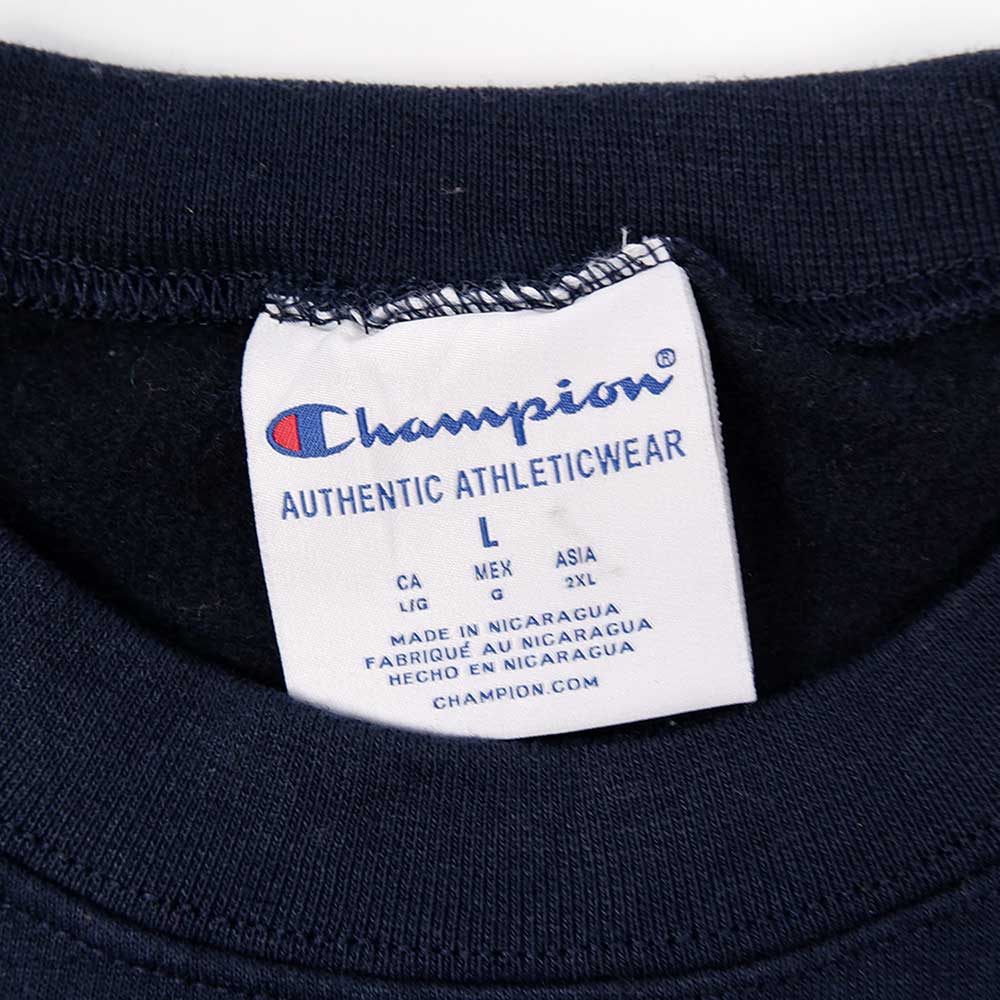 Champion®
AUTHENTIC ATHLETICWEAR
L
CA MEX ASIA
L/G G 2XL
MADE IN NICARAGUA
FABRIQUÉ AU NICARAGUA
HECHO EN NICARAGUA
CHAMPION.COM